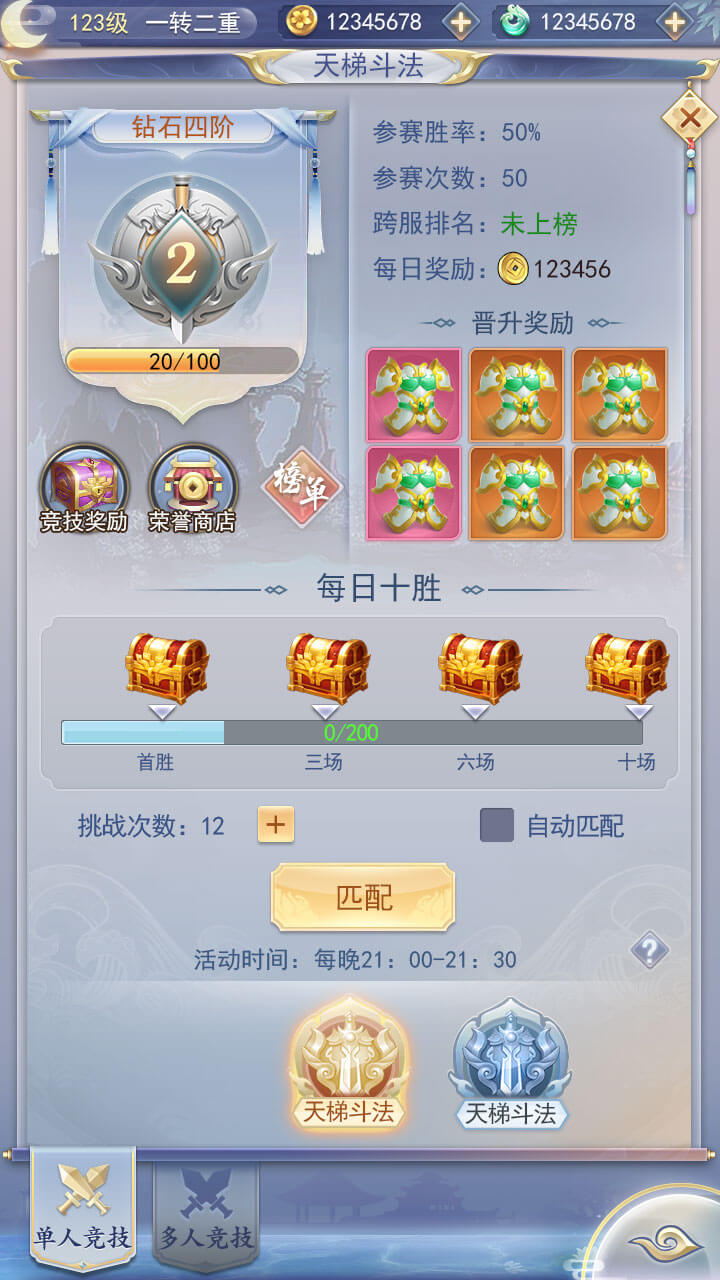 123级 一转二重 12345678 12345678
天梯斗法
钻石四阶
2
20/100
参赛胜率：50%
参赛次数：50
跨服排名：未上榜
每日奖励：123456
晋升奖励
竞技奖励 荣誉商店 榜单
每日十胜
0/200
首胜 三场 六场 十场
挑战次数：12 自动匹配
匹配
活动时间：每晚21：00-21：30
?
天梯斗法 天梯斗法
单人竞技 多人竞技